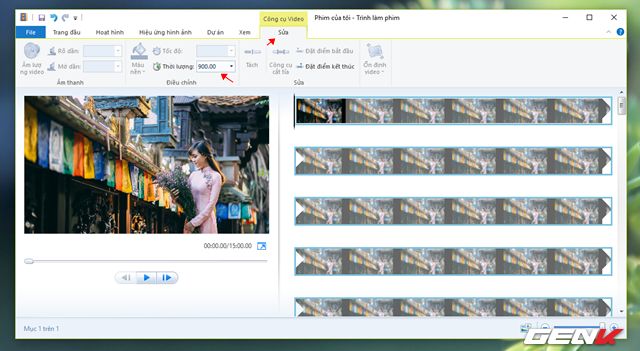 Công cụ Video
Phim của tôi - Trình làm phim
File
Trang đầu
Hoạt hình
Hiệu ứng hình ảnh
Dự án
Xem
Sửa
Âm lượng video
Rõ dần:
Mờ dần:
Âm thanh
Màu nền
Tốc độ:
Thời lượng: 900.00
Điều chỉnh
Tách
Công cụ cắt tỉa
Đặt điểm bắt đầu
Đặt điểm kết thúc
Ổn định video
Sửa
00:00.00/15:00.00
Mục 1 trên 1
GENK